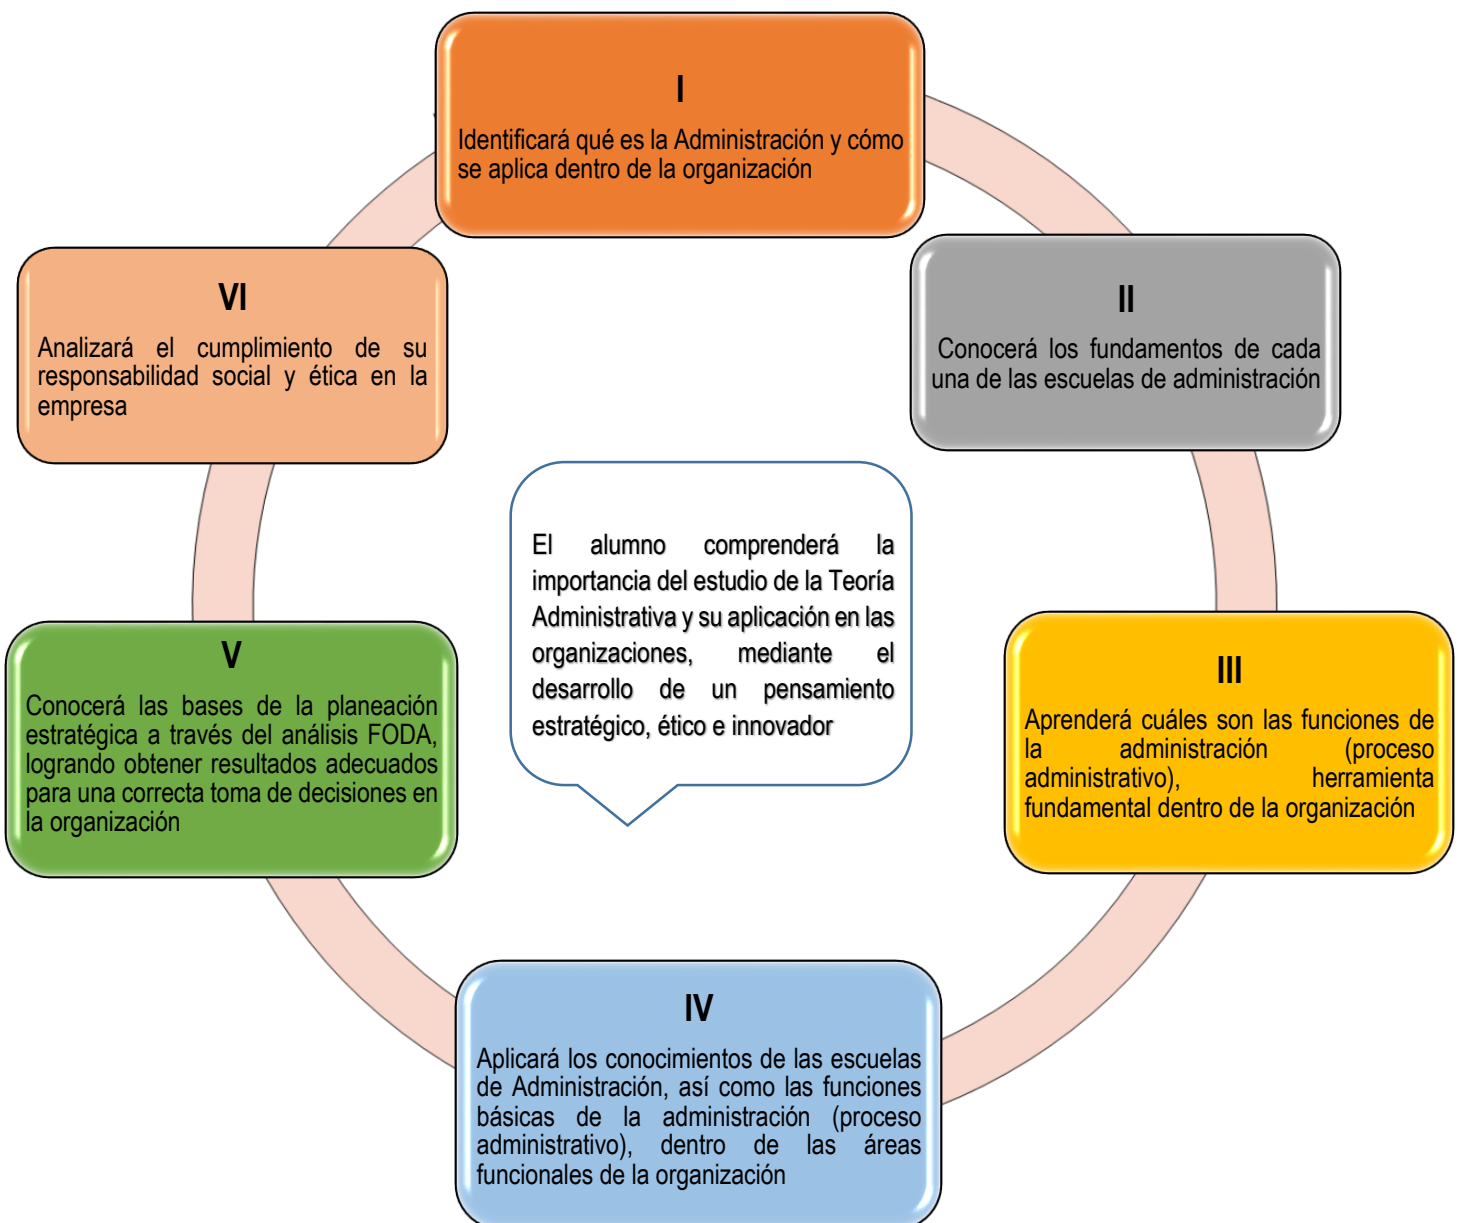 I
Identificará qué es la Administración y cómo
se aplica dentro de la organización
II
Conocerá los fundamentos de cada
una de las escuelas de administración
III
Aprenderá cuáles son las funciones de
la administración (proceso
administrativo), herramienta
fundamental dentro de la organización
IV
Aplicará los conocimientos de las escuelas
de Administración, así como las funciones
básicas de la administración (proceso
administrativo), dentro de las áreas
funcionales de la organización
V
Conocerá las bases de la planeación
estratégica a través del análisis FODA,
logrando obtener resultados adecuados
para una correcta toma de decisiones en
la organización
VI
Analizará el cumplimiento de su
responsabilidad social y ética en la
empresa
El alumno comprenderá la
importancia del estudio de la Teoría
Administrativa y su aplicación en las
organizaciones, mediante el
desarrollo de un pensamiento
estratégico, ético e innovador